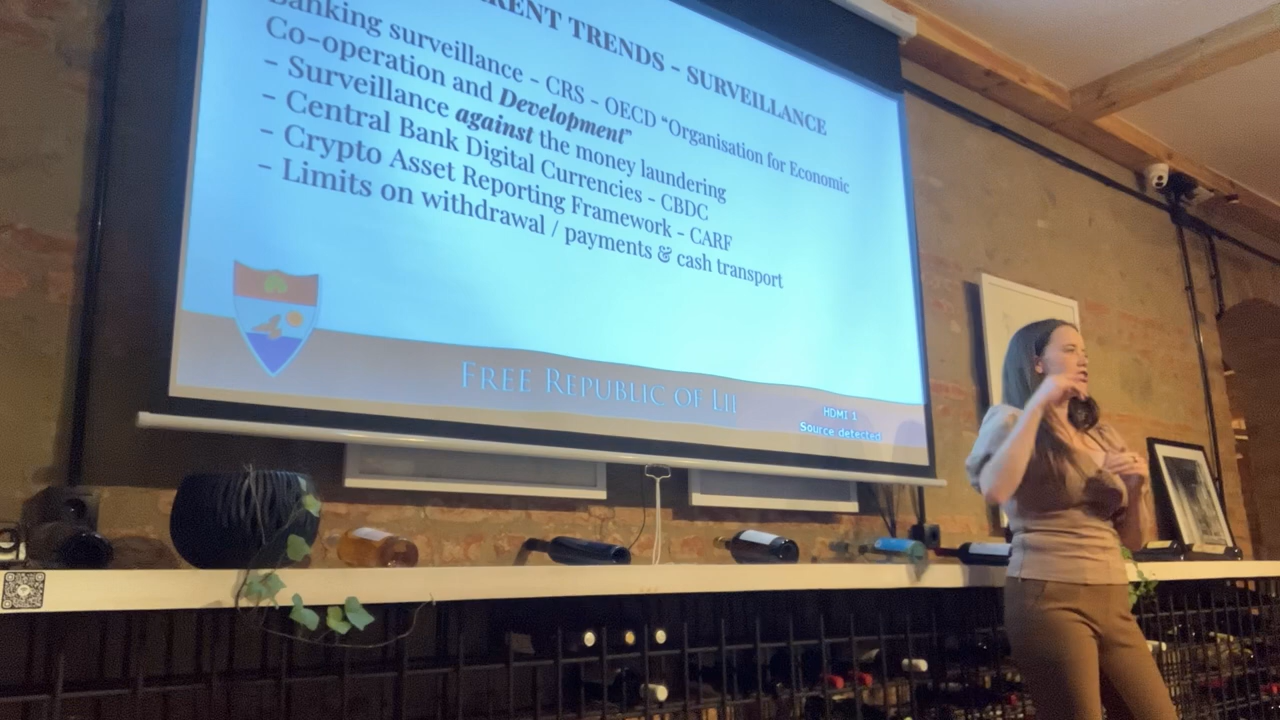 RENT TRENDS - SURVEILLANCE
Banking surveillance - CRS - OECD “Organisation for Economic
Co-operation and Development”
- Surveillance against the money laundering
- Central Bank Digital Currencies - CBDC
- Crypto Asset Reporting Framework - CARF
- Limits on withdrawal / payments & cash transport
FREE REPUBLIC OF LII
HDMI 1
Source detected